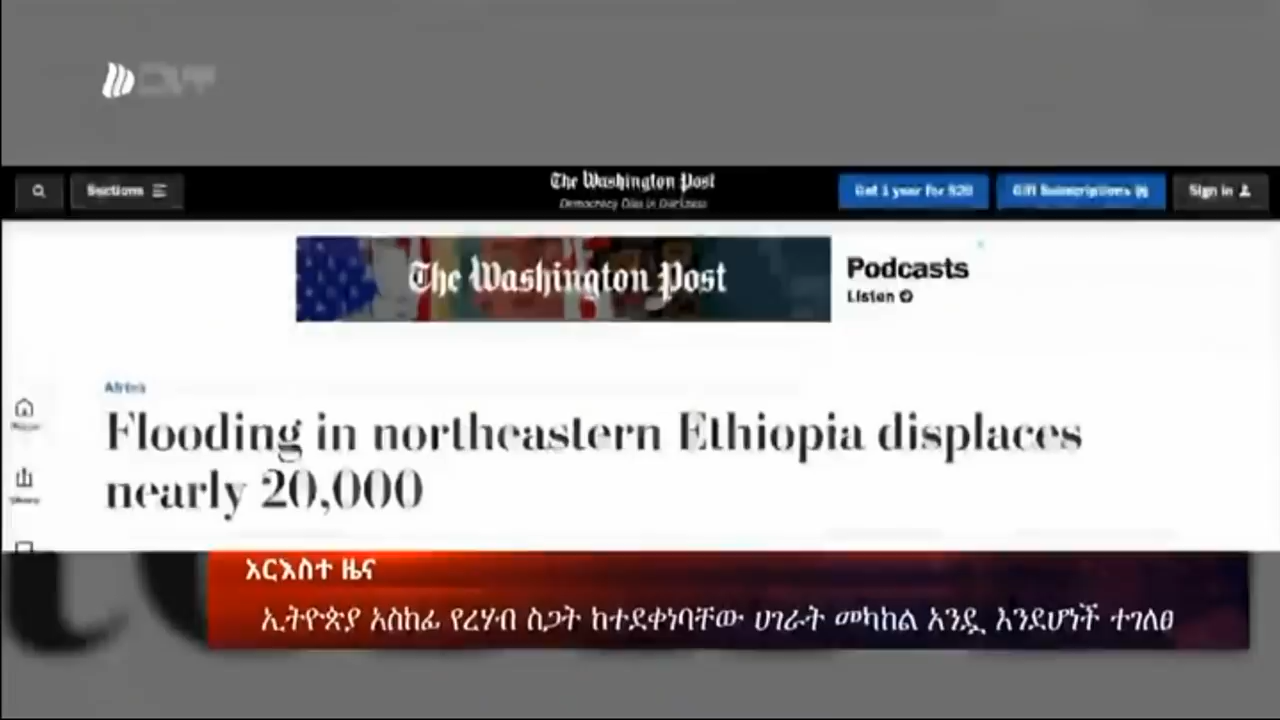 Sections
The Washington Post
Democracy Dies in Darkness
Get 1 year for $29
Gift Subscriptions
Sign in
The Washington Post
Podcasts
Listen
Africa
Flooding in northeastern Ethiopia displaces
nearly 20,000
Share
አርእስተ ዜና
ኢትዮጵያ አስከፊ የረሃብ ስጋት ከተደቀነባቸው ሀገራት መካከል አንዷ እንደሆነች ተገለፀ